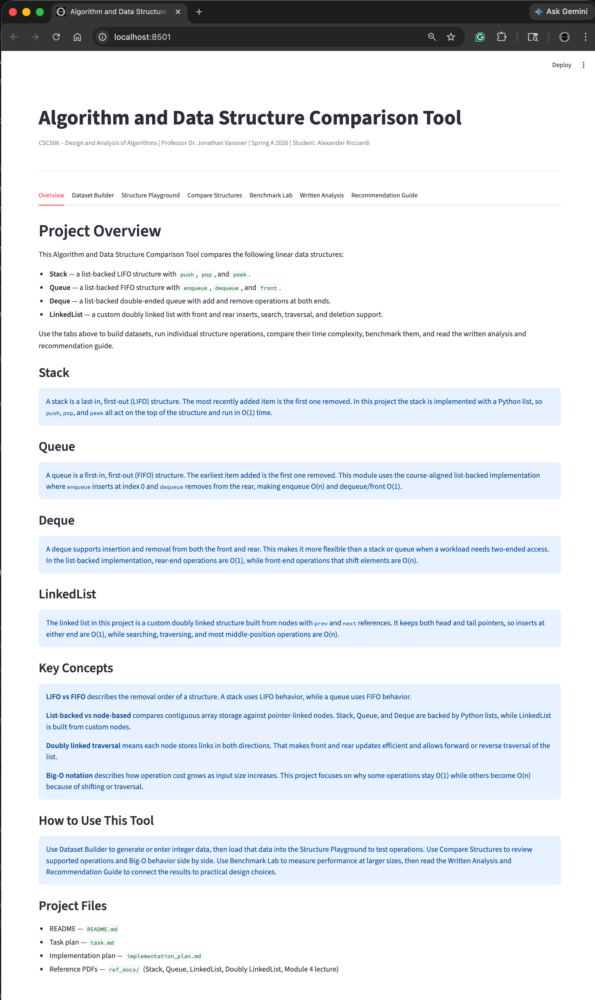 Algorithm and Data Structure
Ask Gemini
localhost:8501
Deploy
Algorithm and Data Structure Comparison Tool
CSC506 – Design and Analysis of Algorithms | Professor Dr. Jonathan Vanover | Spring A 2026 | Student: Alexander Ricciardi
Overview Dataset Builder Structure Playground Compare Structures Benchmark Lab Written Analysis Recommendation Guide
Project Overview
This Algorithm and Data Structure Comparison Tool compares the following linear data structures:
• Stack — a list-backed LIFO structure with push, pop, and peek.
• Queue — a list-backed FIFO structure with enqueue, dequeue, and front.
• Deque — a list-backed double-ended queue with add and remove operations at both ends.
• LinkedList — a custom doubly linked list with front and rear inserts, search, traversal, and deletion support.
Use the tabs above to build datasets, run individual structure operations, compare their time complexity, benchmark them, and read the written analysis and
recommendation guide.
Stack
A stack is a last-in, first-out (LIFO) structure. The most recently added item is the first one removed. In this project the stack is implemented with a Python list, so
push, pop, and peek all act on the top of the structure and run in O(1) time.
Queue
A queue is a first-in, first-out (FIFO) structure. The earliest item added is the first one removed. This module uses the course-aligned list-backed implementation
where enqueue inserts at index 0 and dequeue removes from the rear, making enqueue O(n) and dequeue/front O(1).
Deque
A deque supports insertion and removal from both the front and rear. This makes it more flexible than a stack or queue when a workload needs two-ended access.
In the list-backed implementation, rear-end operations are O(1), while front-end operations that shift elements are O(n).
LinkedList
The linked list in this project is a custom doubly linked structure built from nodes with prev and next references. It keeps both head and tail pointers, so inserts at
either end are O(1), while searching, traversing, and most middle-position operations are O(n).
Key Concepts
LIFO vs FIFO describes the removal order of a structure. A stack uses LIFO behavior, while a queue uses FIFO behavior.
List-backed vs node-based compares contiguous array storage against pointer-linked nodes. Stack, Queue, and Deque are backed by Python lists, while LinkedList
is built from custom nodes.
Doubly linked traversal means each node stores links in both directions. That makes front and rear updates efficient and allows forward or reverse traversal of the
list.
Big-O notation describes how operation cost grows as input size increases. This project focuses on why some operations stay O(1) while others become O(n)
because of shifting or traversal.
How to Use This Tool
Use Dataset Builder to generate or enter integer data, then load that data into the Structure Playground to test operations. Use Compare Structures to review
supported operations and Big-O behavior side by side. Use Benchmark Lab to measure performance at larger sizes, then read the Written Analysis and
Recommendation Guide to connect the results to practical design choices.
Project Files
• README — README.md
• Task plan — task.md
• Implementation plan — implementation_plan.md
• Reference PDFs — ref_docs/ (Stack, Queue, LinkedList, Doubly LinkedList, Module 4 lecture)